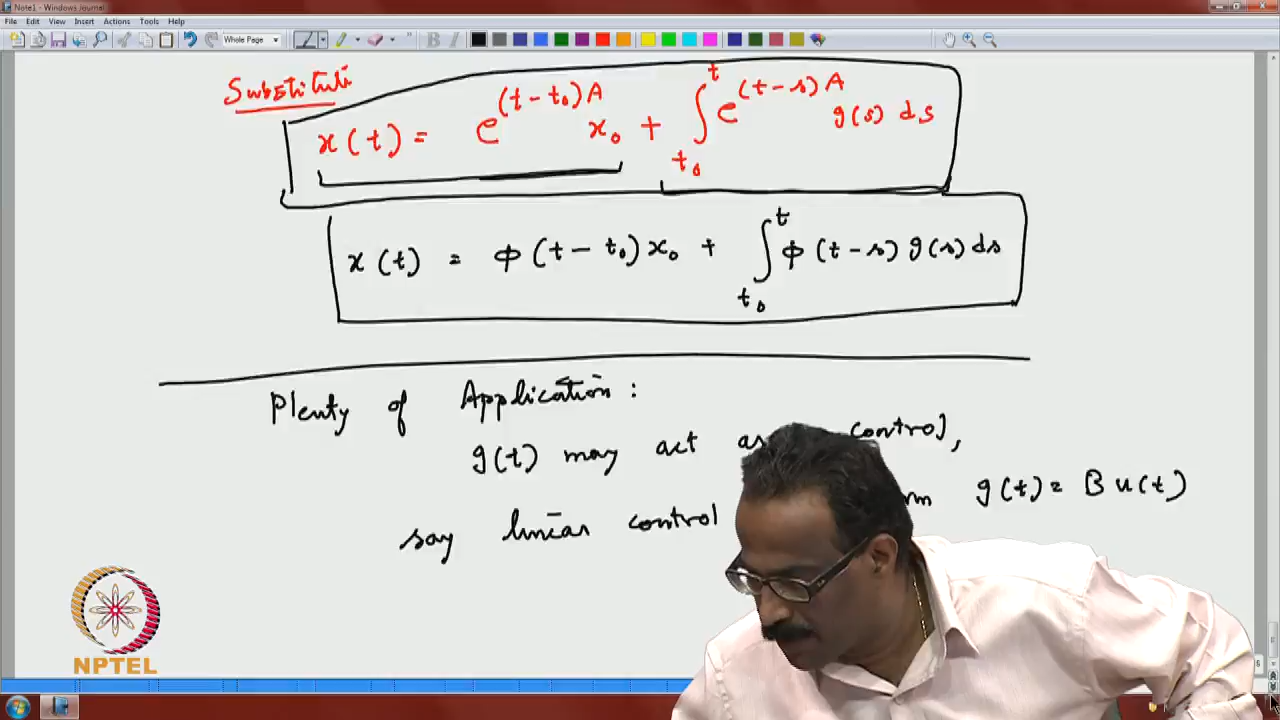 Note1 - Windows Journal
File Edit View Insert Actions Tools Help
Whole Page
B I
Substituti
x(t) = e^{(t-t₀)A} x₀ + ∫_{t₀}^{t} e^{(t-s)A} g(s) ds
x(t) = φ(t-t₀)x₀ + ∫_{t₀}^{t} φ(t-s) g(s) ds
Plenty of Application :
g(t) may act as control,
say linear control g(t) = B u(t)
NPTEL